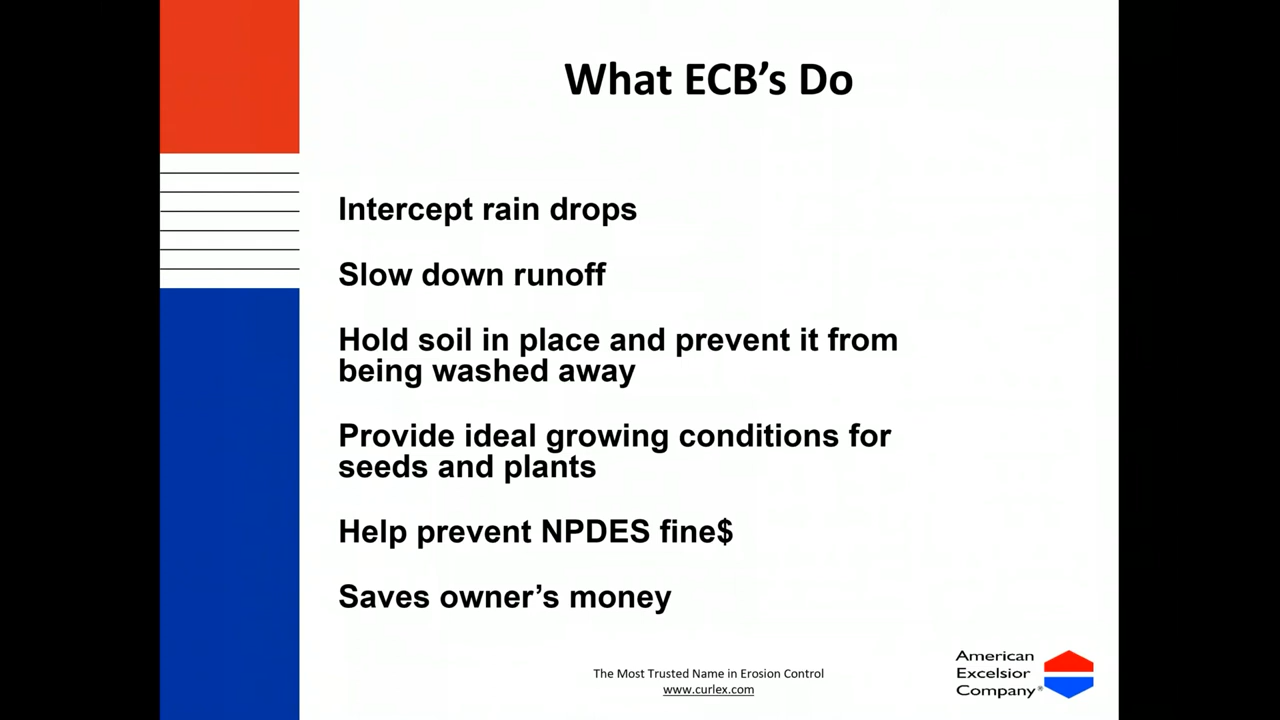 What ECB’s Do
Intercept rain drops
Slow down runoff
Hold soil in place and prevent it from
being washed away
Provide ideal growing conditions for
seeds and plants
Help prevent NPDES fine$
Saves owner’s money
The Most Trusted Name in Erosion Control
www.curlex.com
American
Excelsior
Company®